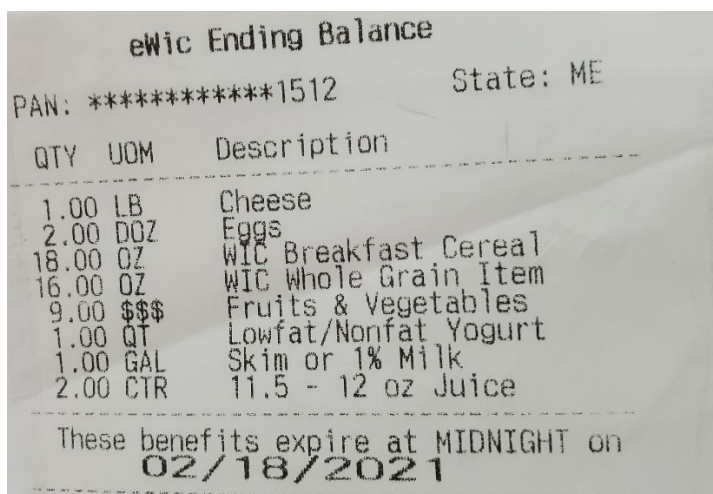 eWic Ending Balance
PAN: ************1512 State: ME
QTY UOM Description
1.00 LB Cheese
2.00 DOZ Eggs
18.00 OZ WIC Breakfast Cereal
16.00 OZ WIC Whole Grain Item
9.00 $$$ Fruits & Vegetables
1.00 QT Lowfat/Nonfat Yogurt
1.00 GAL Skim or 1% Milk
2.00 CTR 11.5 - 12 oz Juice
These benefits expire at MIDNIGHT on
02/18/2021